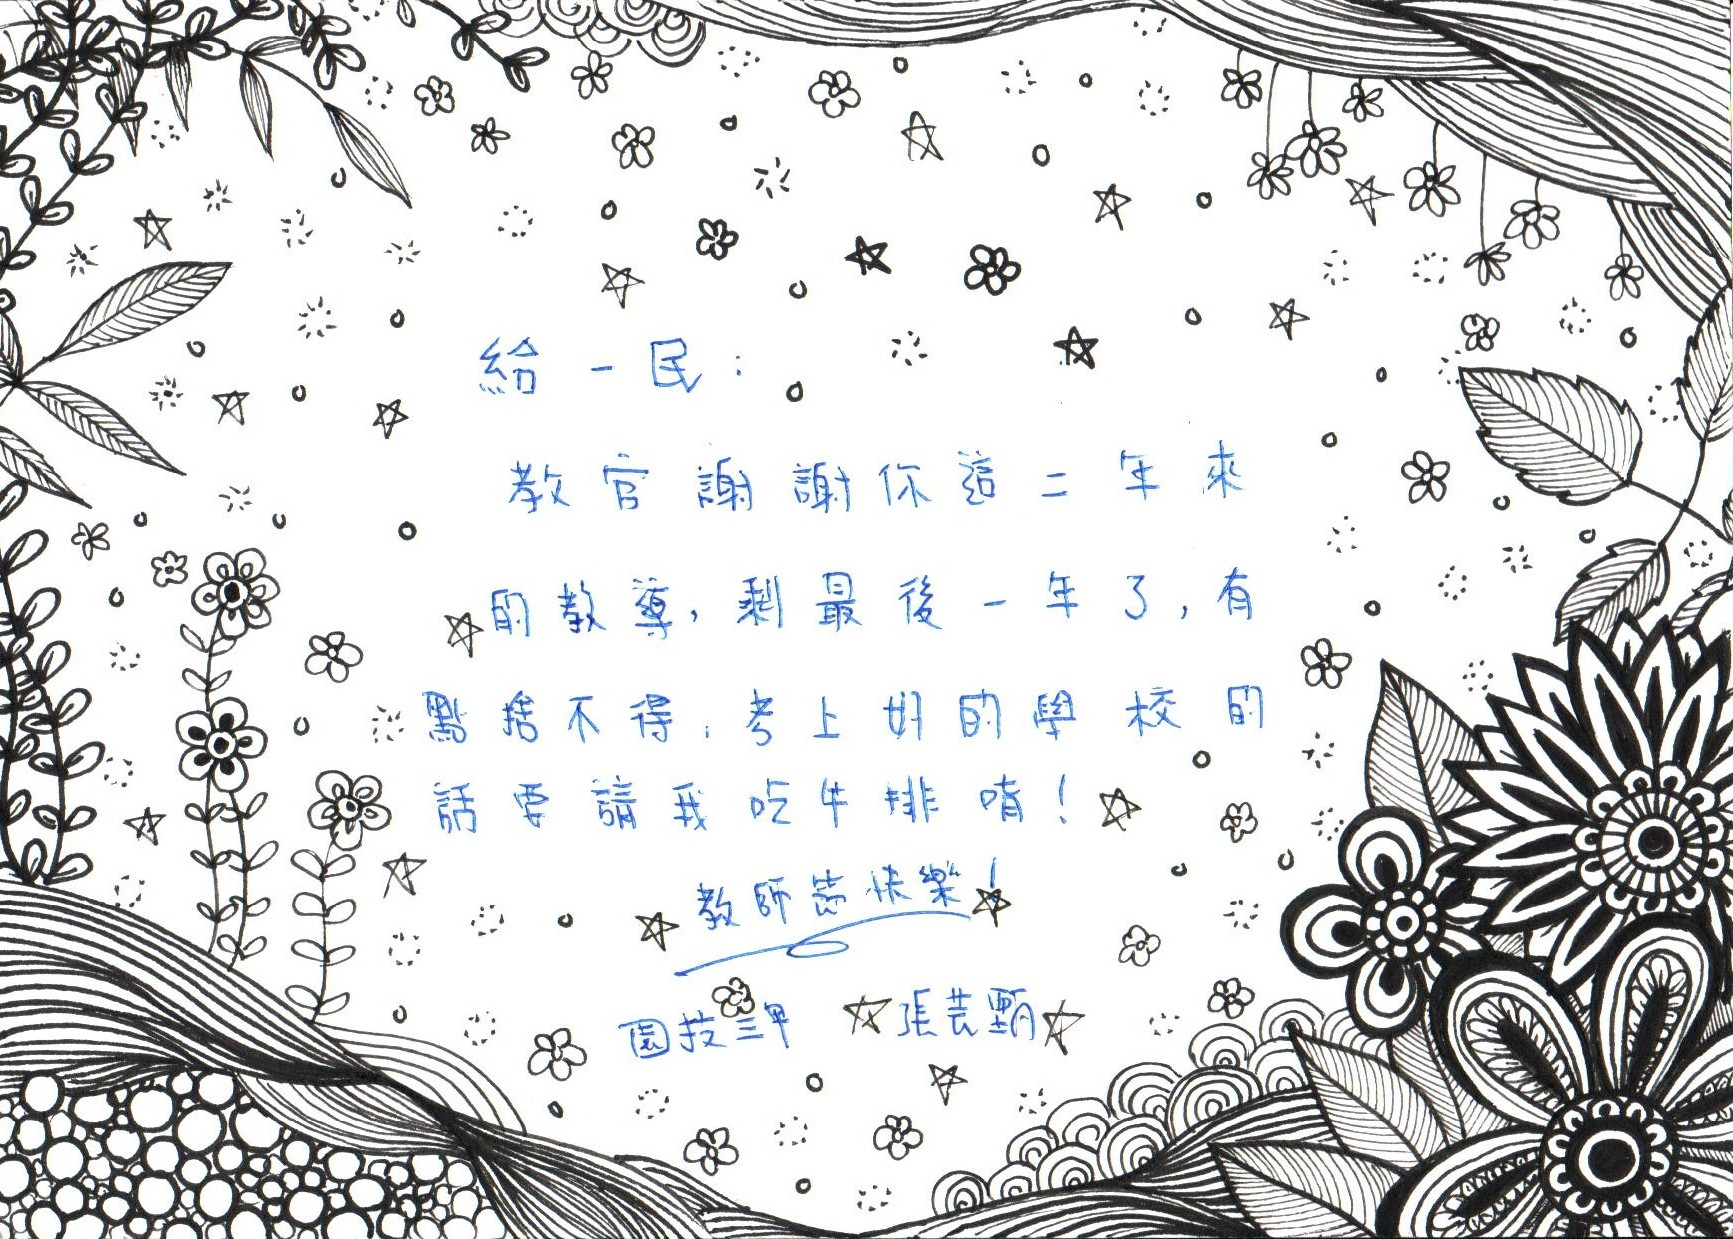 給一民：
教官謝謝你這二年來
的教導，剩最後一年了，有
點捨不得，考上好的學校的
話要請我吃牛排唷！
教師節快樂！
園技三甲 張芸甄